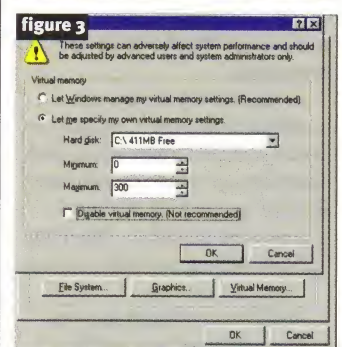 figure 3
These settings can adversely affect system performance and should
be adjusted by advanced users and system administrators only.
Virtual memory
Let Windows manage my virtual memory settings. (Recommended)
Let me specify my own virtual memory settings.
Hard disk: C:\ 411MB Free
Minimum: 0
Maximum: 300
Disable virtual memory. (Not recommended)
OK Cancel
File System... Graphics... Virtual Memory...
OK Cancel